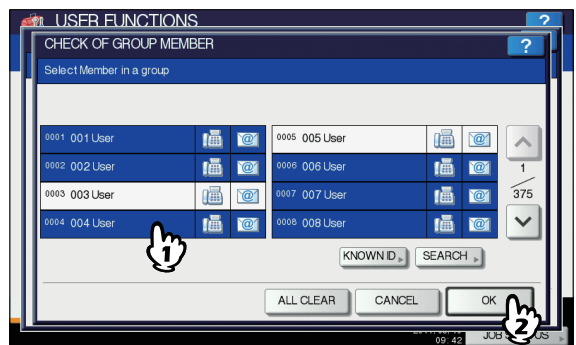 USER FUNCTIONS ?
CHECK OF GROUP MEMBER ?
Select Member in a group
0001 001 User @ 0005 005 User @
0002 002 User @ 0006 006 User @ 1
0003 003 User @ 0007 007 User @ 375
0004 004 User @ 0008 008 User @
1
KNOWN ID SEARCH
ALL CLEAR CANCEL OK
2
09:42 JOB